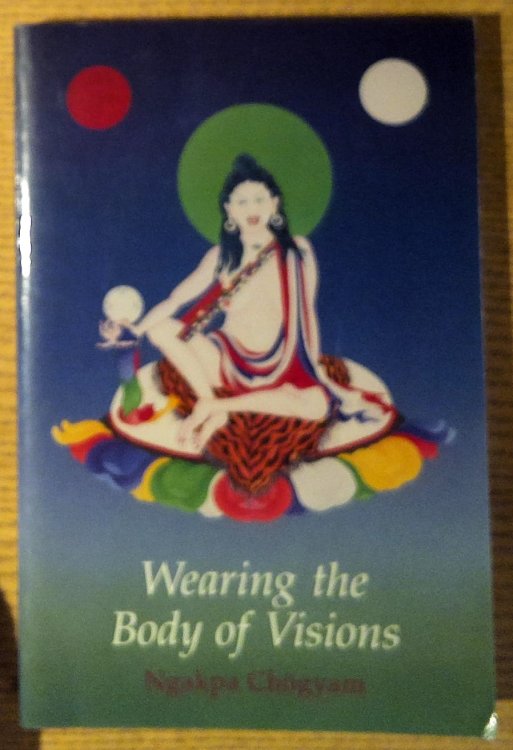 Wearing the
Body of Visions
Ngakpa Chögyam